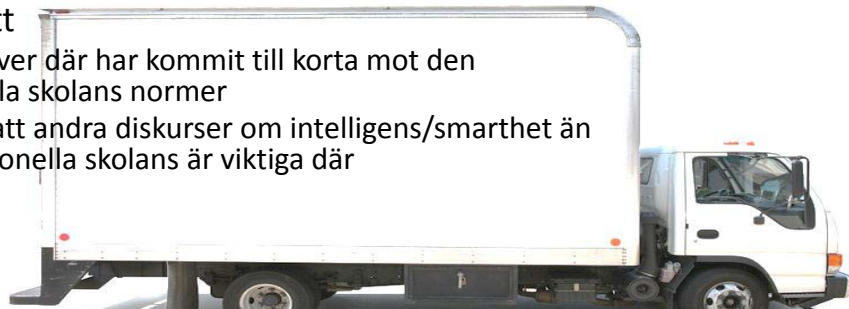 tt
ver där har kommit till korta mot den
la skolans normer
att andra diskurser om intelligens/smarthet än
onella skolans är viktiga där